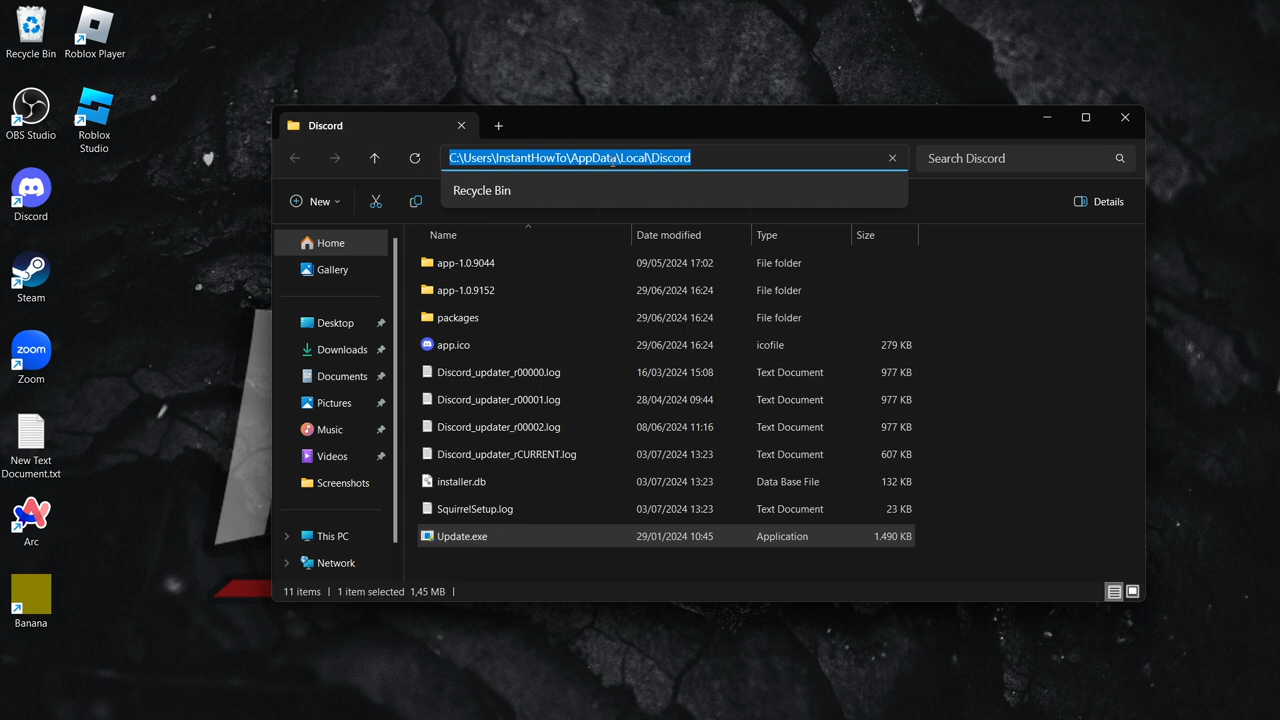 Recycle Bin
Roblox Player
OBS Studio
Roblox
Studio
Discord
Steam
zoom
Zoom
New Text
Document.txt
Arc
Banana
Discord
C:\Users\InstantHowTo\AppData\Local\Discord
Search Discord
Recycle Bin
New
Details
Home
Gallery
Desktop
Downloads
Documents
Pictures
Music
Videos
Screenshots
This PC
Network
Name Date modified Type Size
app-1.0.9044 09/05/2024 17:02 File folder
app-1.0.9152 29/06/2024 16:24 File folder
packages 29/06/2024 16:24 File folder
app.ico 29/06/2024 16:24 icofile 279 KB
Discord_updater_r00000.log 16/03/2024 15:08 Text Document 977 KB
Discord_updater_r00001.log 28/04/2024 09:44 Text Document 977 KB
Discord_updater_r00002.log 08/06/2024 11:16 Text Document 977 KB
Discord_updater_rCURRENT.log 03/07/2024 13:23 Text Document 607 KB
installer.db 03/07/2024 13:23 Data Base File 132 KB
SquirrelSetup.log 03/07/2024 13:23 Text Document 23 KB
Update.exe 29/01/2024 10:45 Application 1.490 KB
11 items | 1 item selected 1,45 MB |